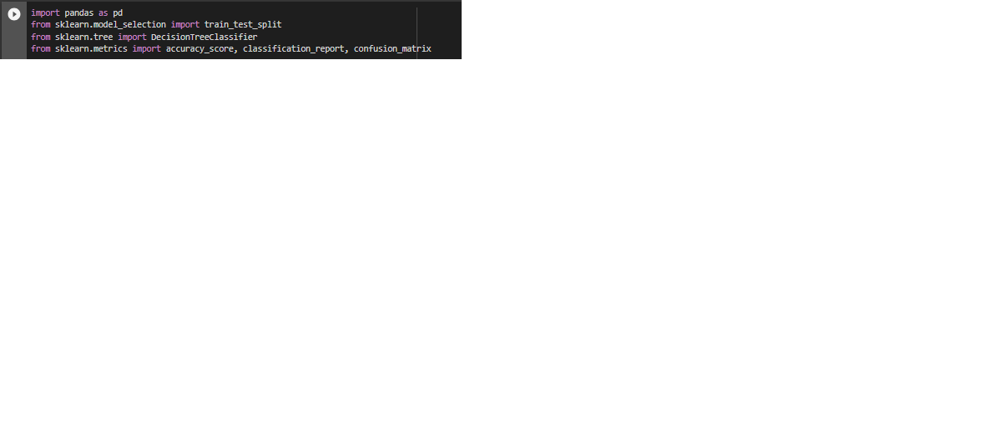 import pandas as pd
from sklearn.model_selection import train_test_split
from sklearn.tree import DecisionTreeClassifier
from sklearn.metrics import accuracy_score, classification_report, confusion_matrix